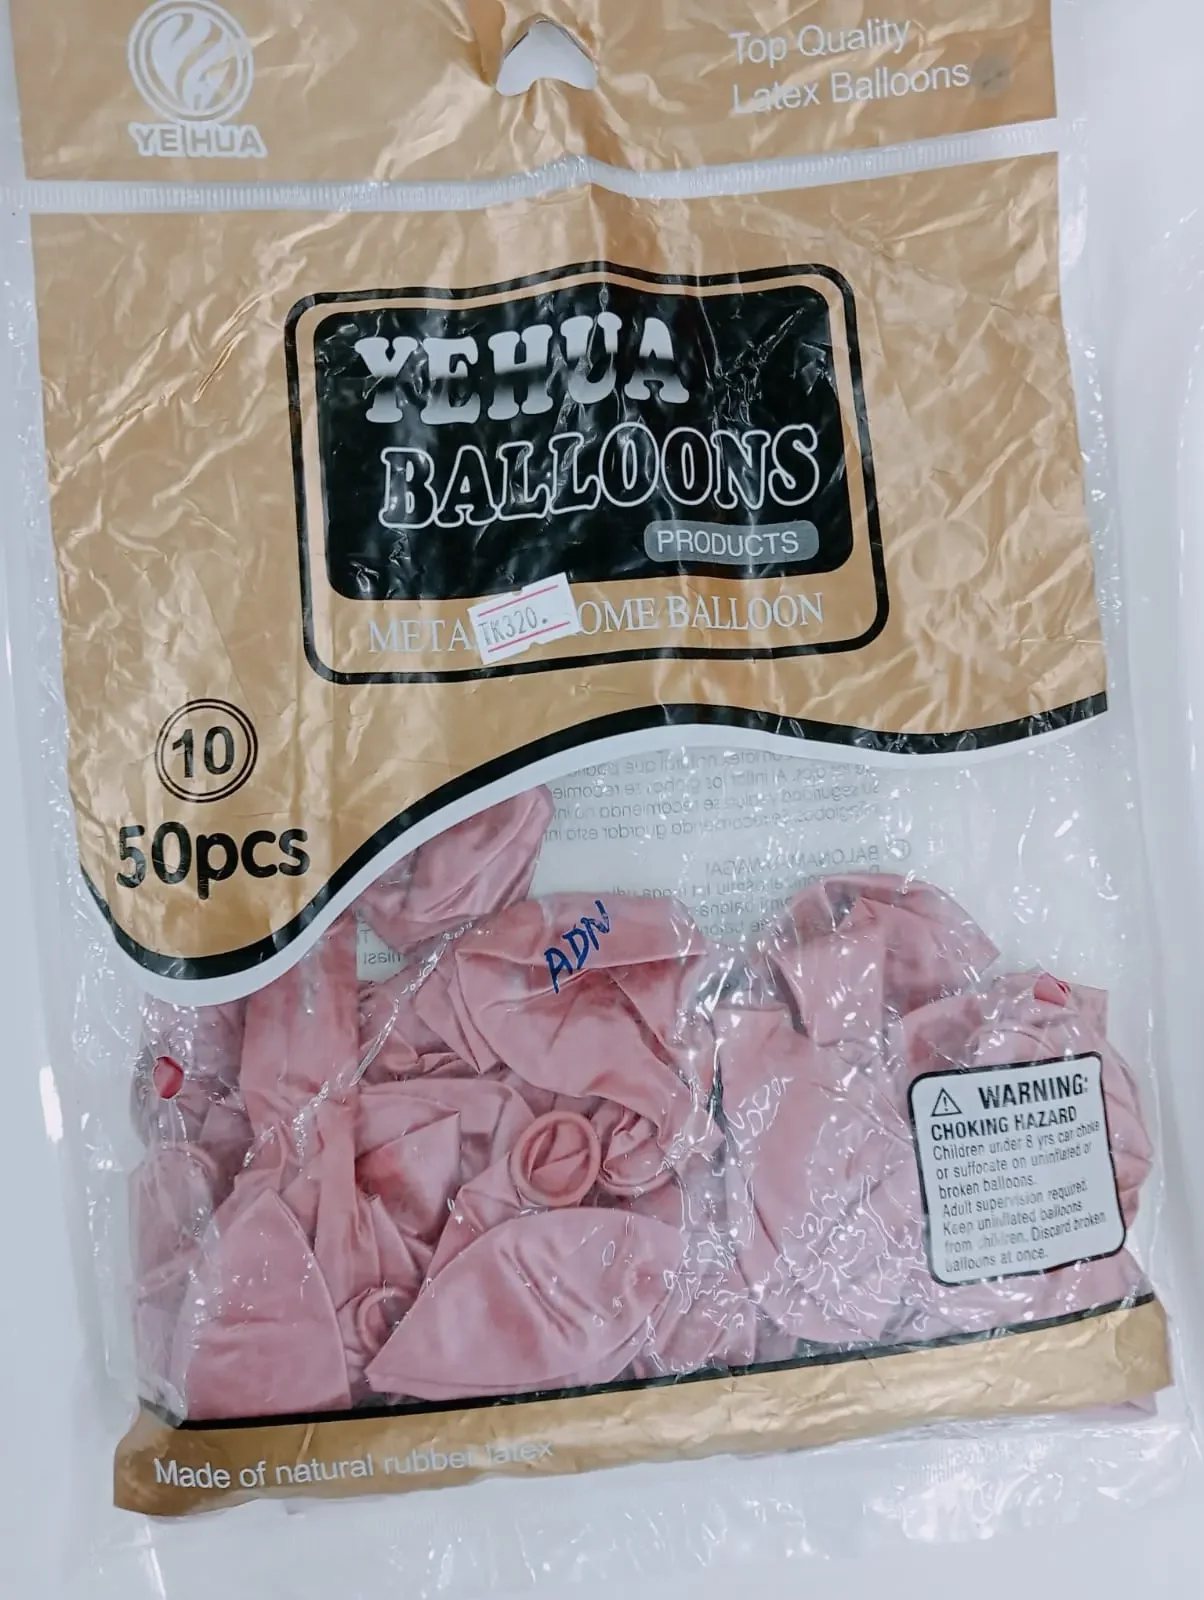 YEHUA
Top Quality
Latex Balloons
YEHUA
BALLOONS
PRODUCTS
META OME BALLOON
TK320.
10
50pcs
ADN
WARNING:
CHOKING HAZARD
Children under 8 yrs can choke
or suffocate on uninflated or
broken balloons.
Adult supervision required.
Keep uninflated balloons
from children. Discard broken
balloons at once.
Made of natural rubber latex